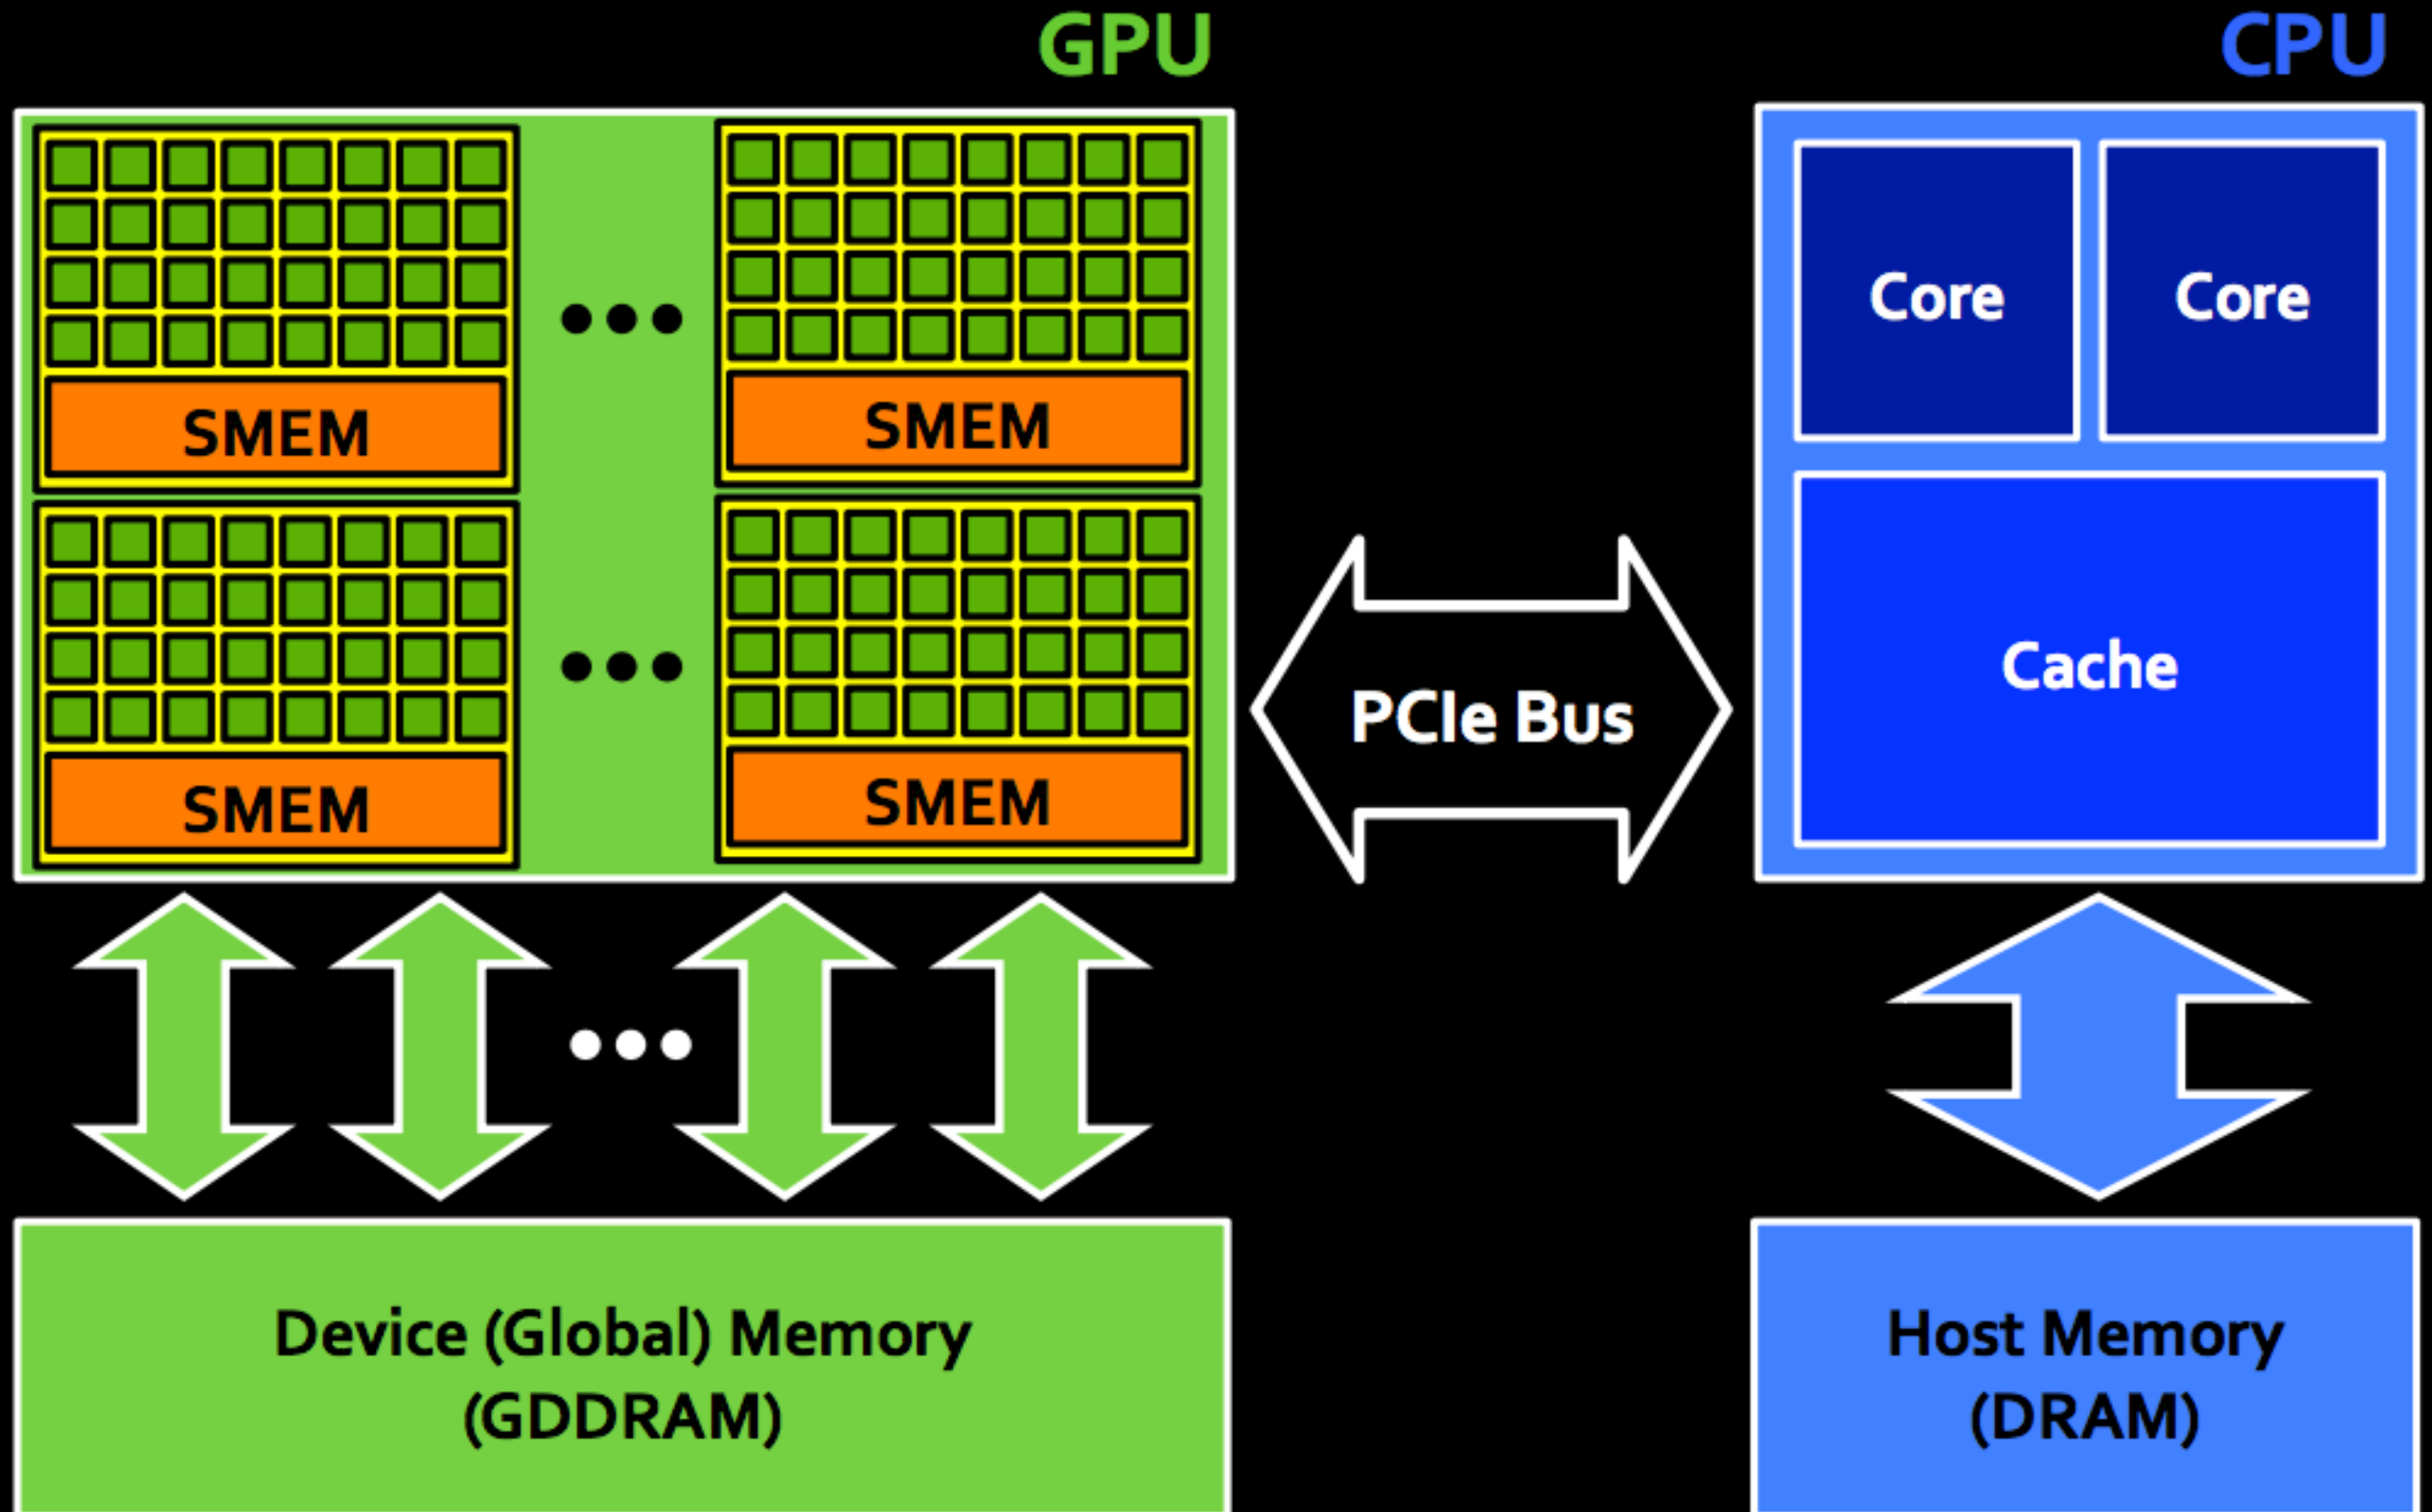 GPU
CPU
SMEM
SMEM
SMEM
SMEM
Core
Core
Cache
PCIe Bus
Device (Global) Memory
(GDDRAM)
Host Memory
(DRAM)